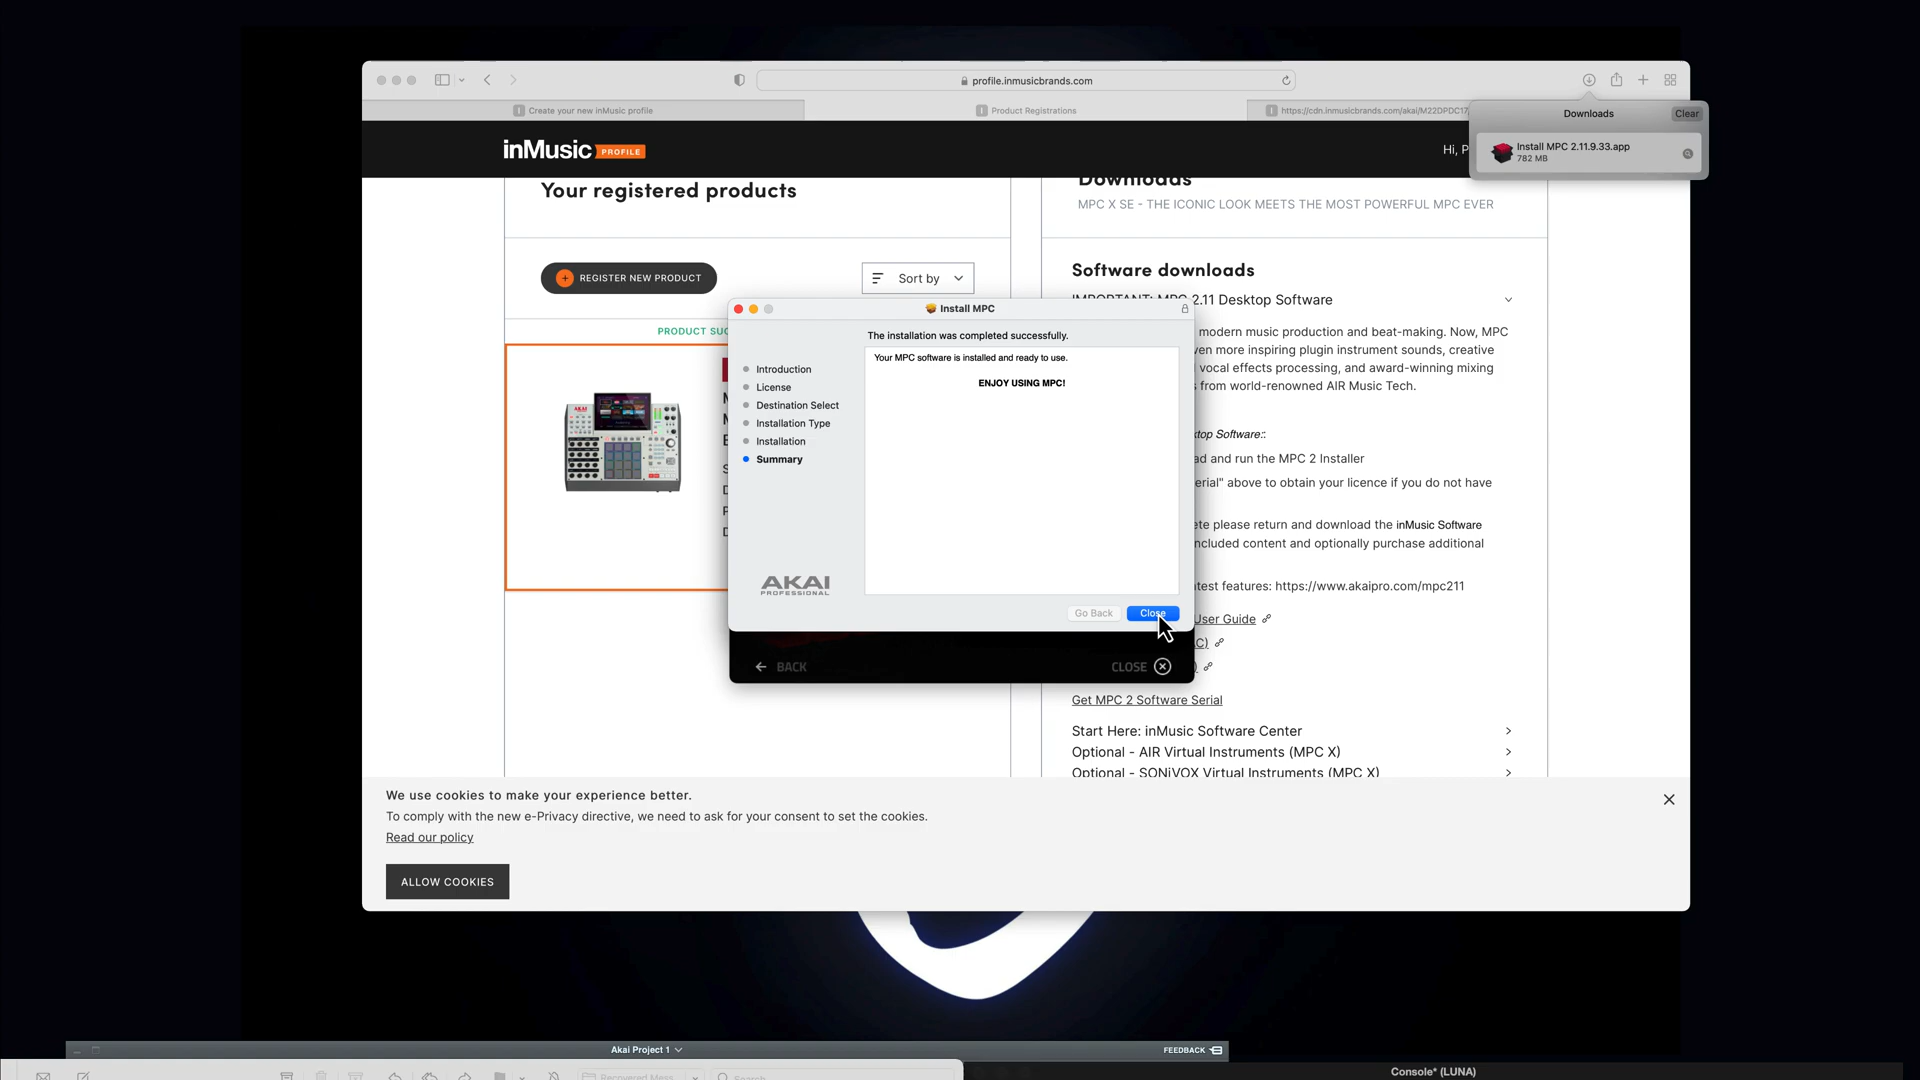 profile.inmusicbrands.com
Create your new inMusic profile
Product Registrations
https://cdn.inmusicbrands.com/akai/M22DPDC17
Downloads
Clear
Install MPC 2.11.9.33.app
782 MB
inMusic PROFILE
Hi, P
Your registered products
Downloads
MPC X SE - THE ICONIC LOOK MEETS THE MOST POWERFUL MPC EVER
REGISTER NEW PRODUCT
Sort by
PRODUCT SUC
Software downloads
IMPORTANT: MPC 2.11 Desktop Software
modern music production and beat-making. Now, MPC
ven more inspiring plugin instrument sounds, creative
vocal effects processing, and award-winning mixing
from world-renowned AIR Music Tech.
ktop Software::
ad and run the MPC 2 Installer
erial" above to obtain your licence if you do not have
ete please return and download the inMusic Software
ncluded content and optionally purchase additional
atest features: https://www.akaipro.com/mpc211
User Guide
C)
)
Get MPC 2 Software Serial
Start Here: inMusic Software Center
Optional - AIR Virtual Instruments (MPC X)
Optional - SONiVOX Virtual Instruments (MPC X)
Install MPC
The installation was completed successfully.
Introduction
License
Destination Select
Installation Type
Installation
Summary
Your MPC software is installed and ready to use.
ENJOY USING MPC!
AKAI
PROFESSIONAL
Go Back
Close
BACK
CLOSE
We use cookies to make your experience better.
To comply with the new e-Privacy directive, we need to ask for your consent to set the cookies.
Read our policy
ALLOW COOKIES
Akai Project 1
FEEDBACK
Recovered Mess
Search
Console* (LUNA)